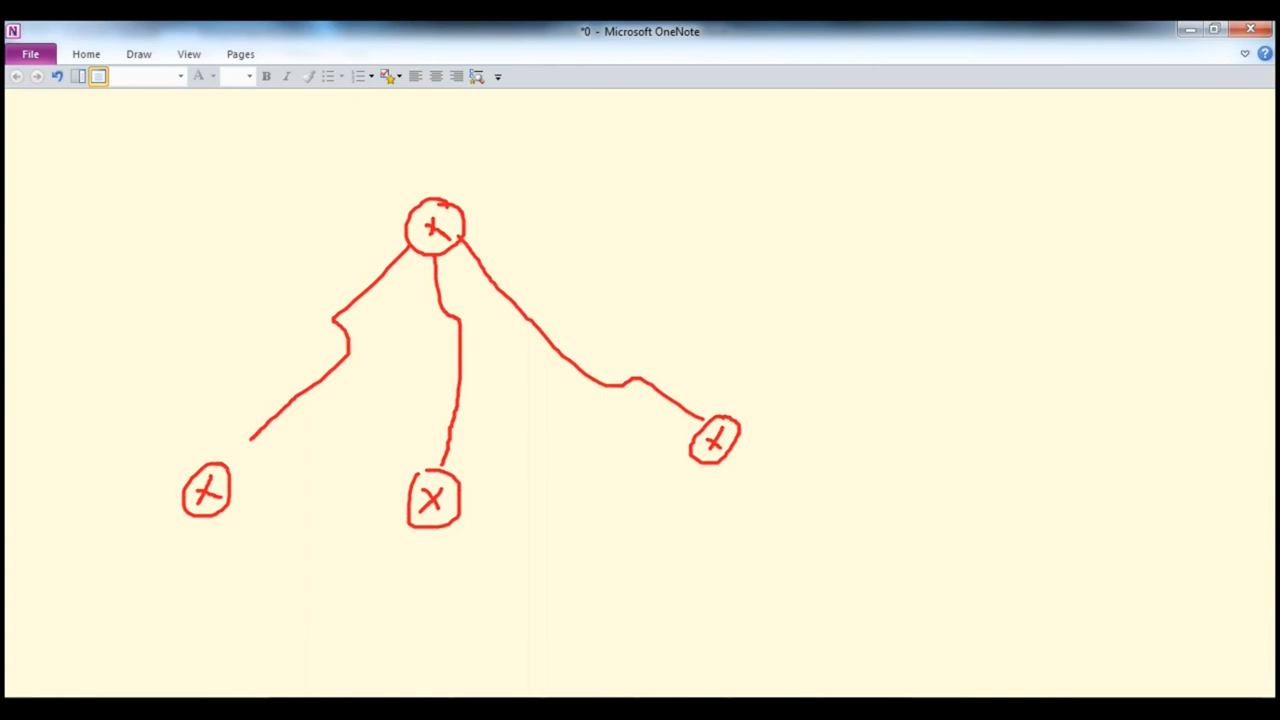 *0 - Microsoft OneNote
File Home Draw View Pages
A B I
x
x x x